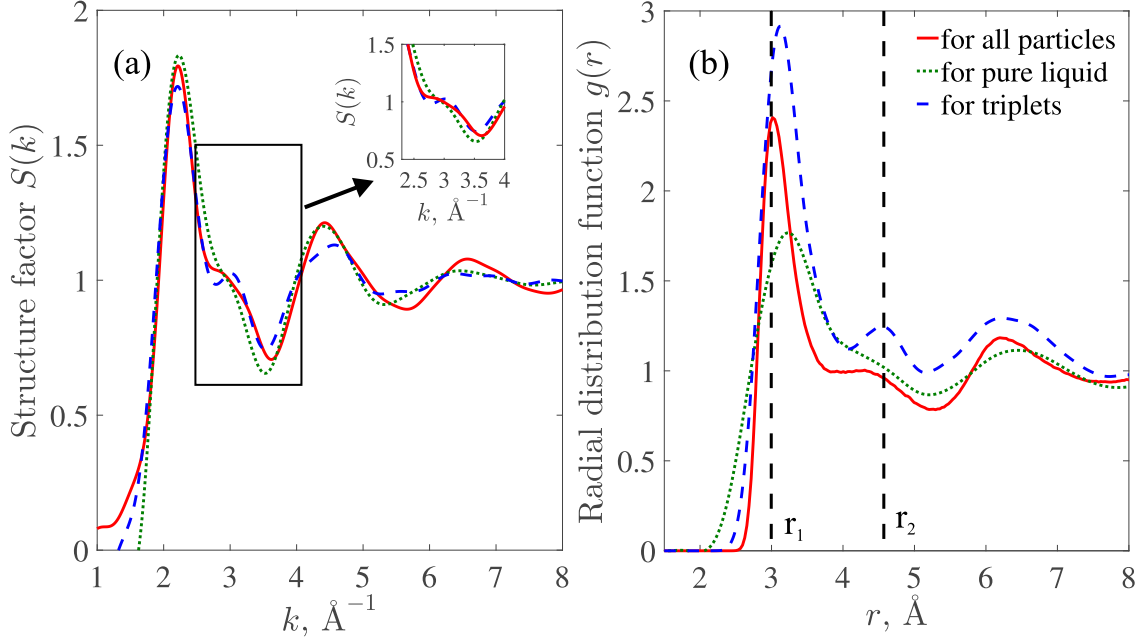 (a)
Structure factor S(k)
2
1.5
1
0.5
0
1 2 3 4 5 6 7 8
k, Å⁻¹
S(k)
1.5
1
0.5
2.5 3 3.5 4
k, Å⁻¹
(b)
Radial distribution function g(r)
3
2.5
2
1.5
1
0.5
0
2 3 4 5 6 7 8
r, Å
for all particles
for pure liquid
for triplets
r₁
r₂